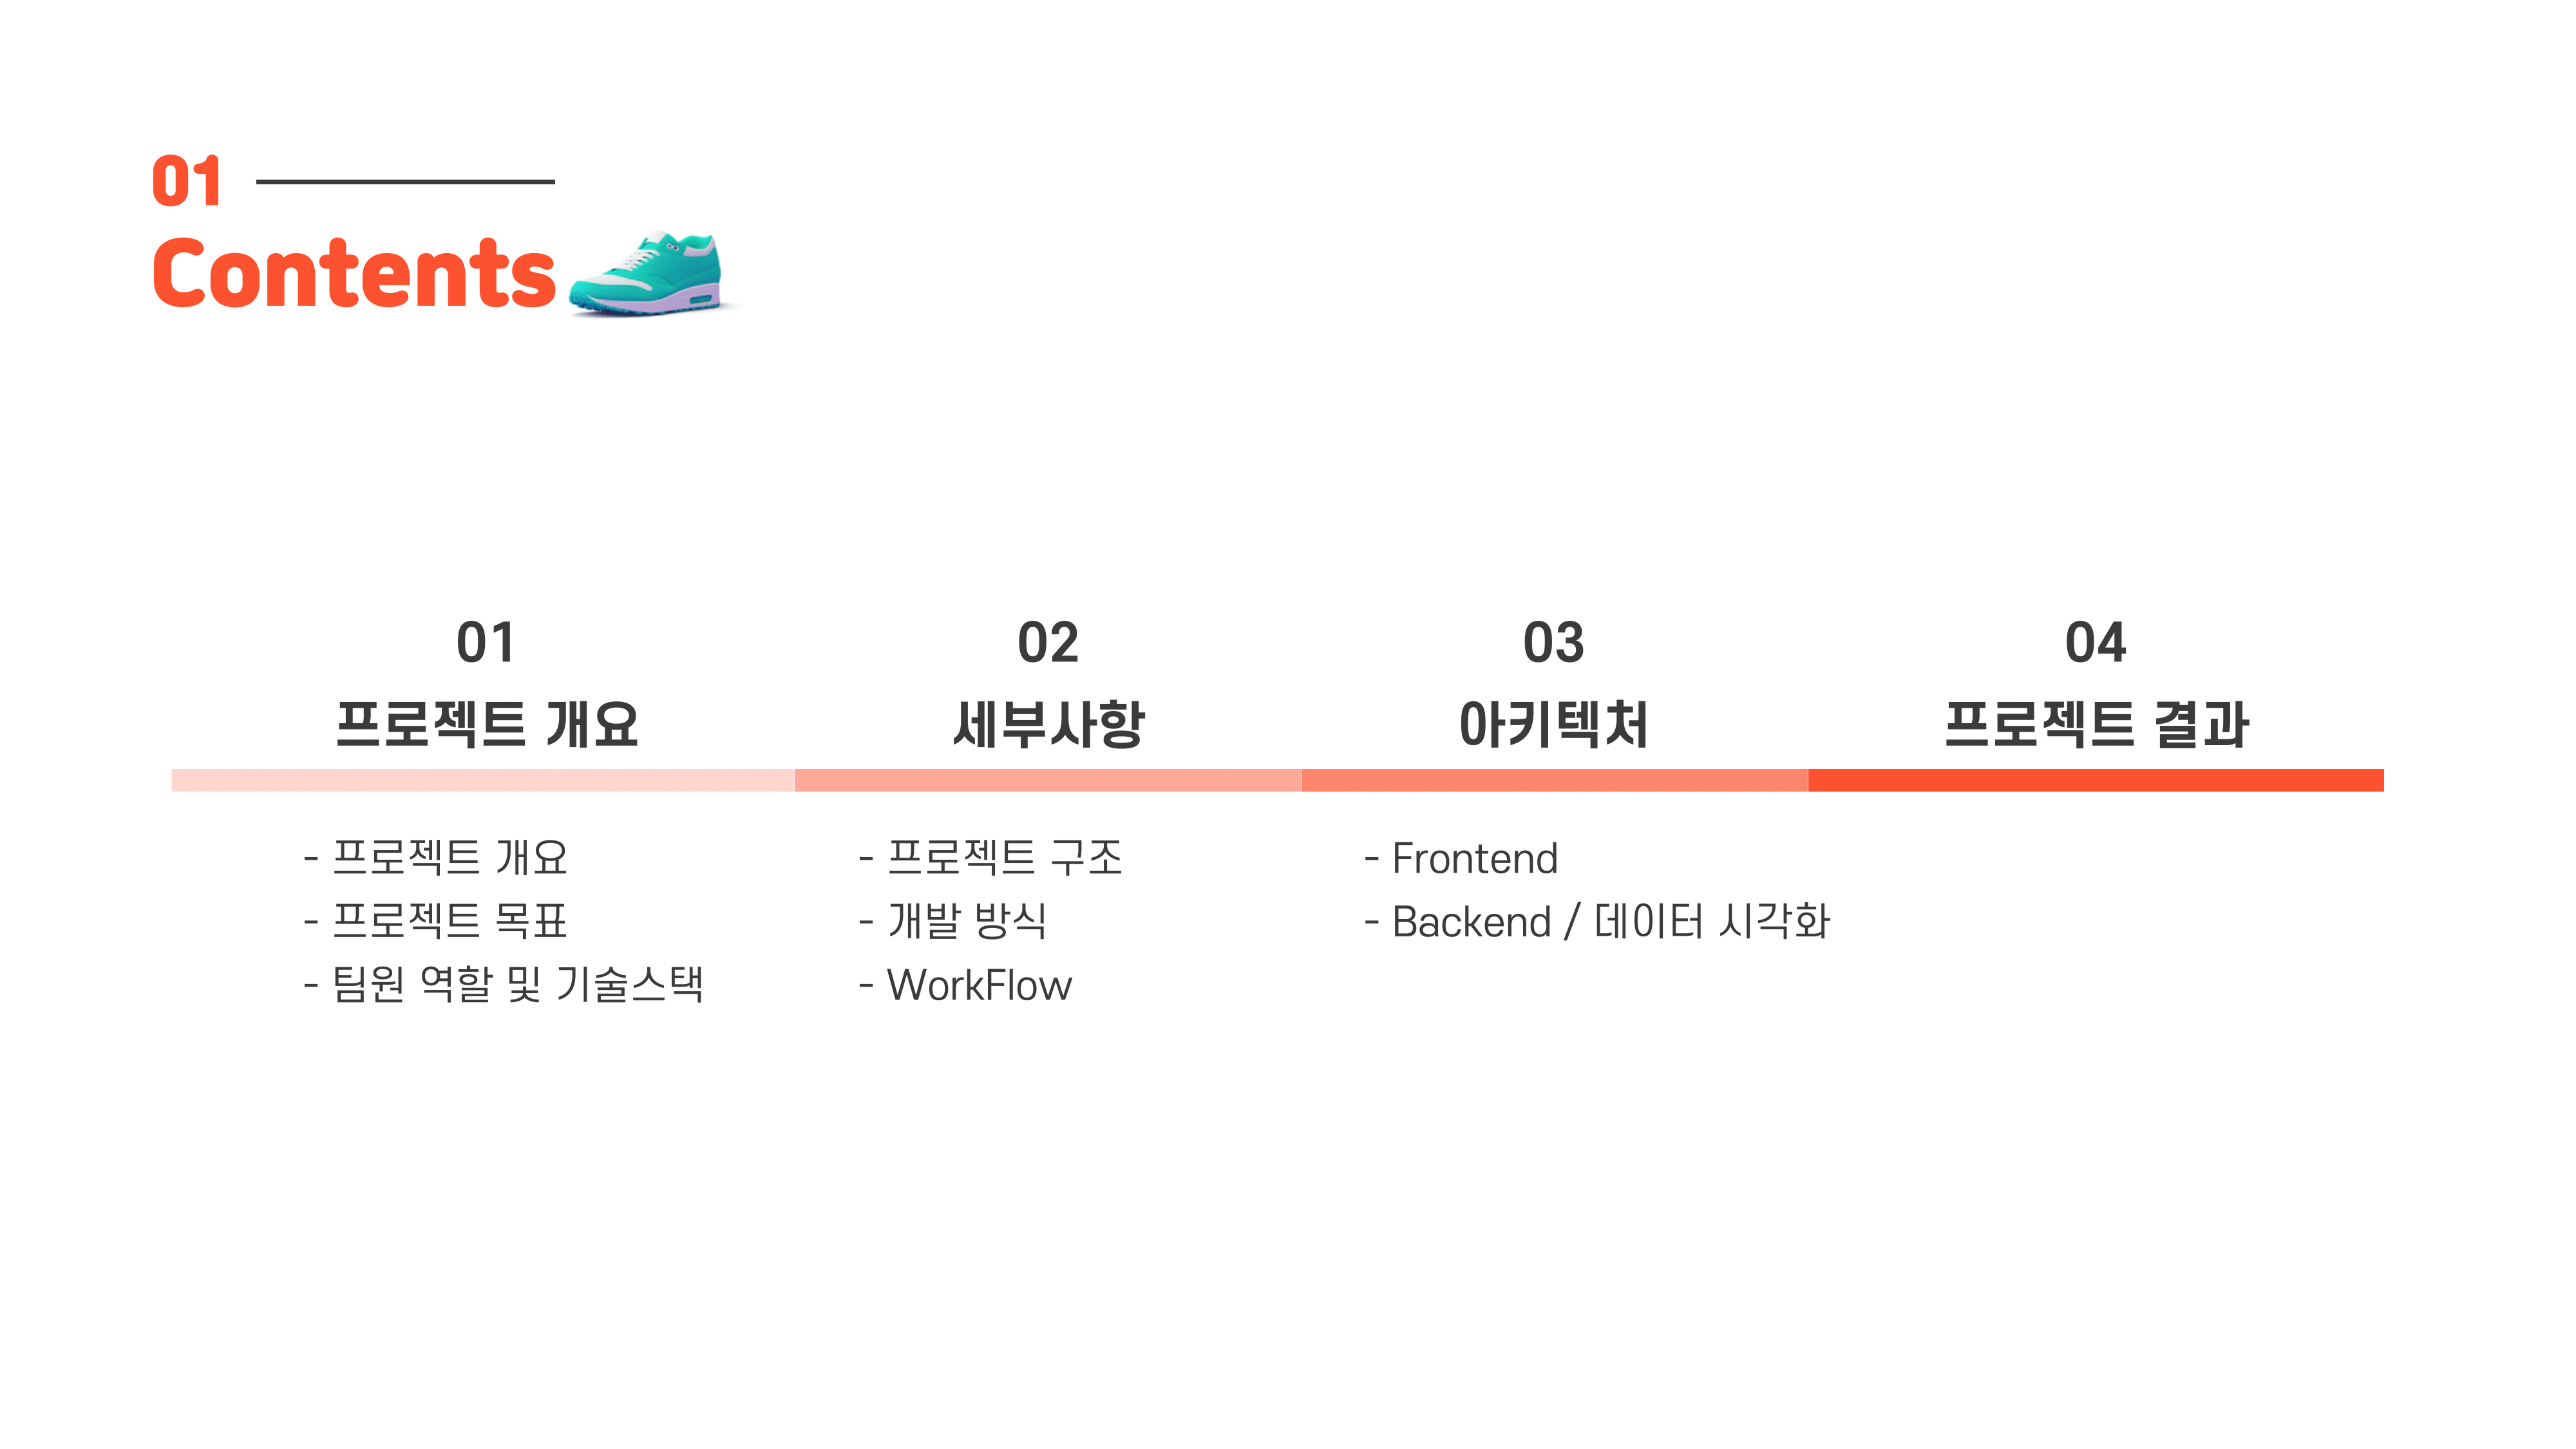 01
Contents
01
프로젝트 개요
- 프로젝트 개요
- 프로젝트 목표
- 팀원 역할 및 기술스택
02
세부사항
- 프로젝트 구조
- 개발 방식
- WorkFlow
03
아키텍처
- Frontend
- Backend / 데이터 시각화
04
프로젝트 결과